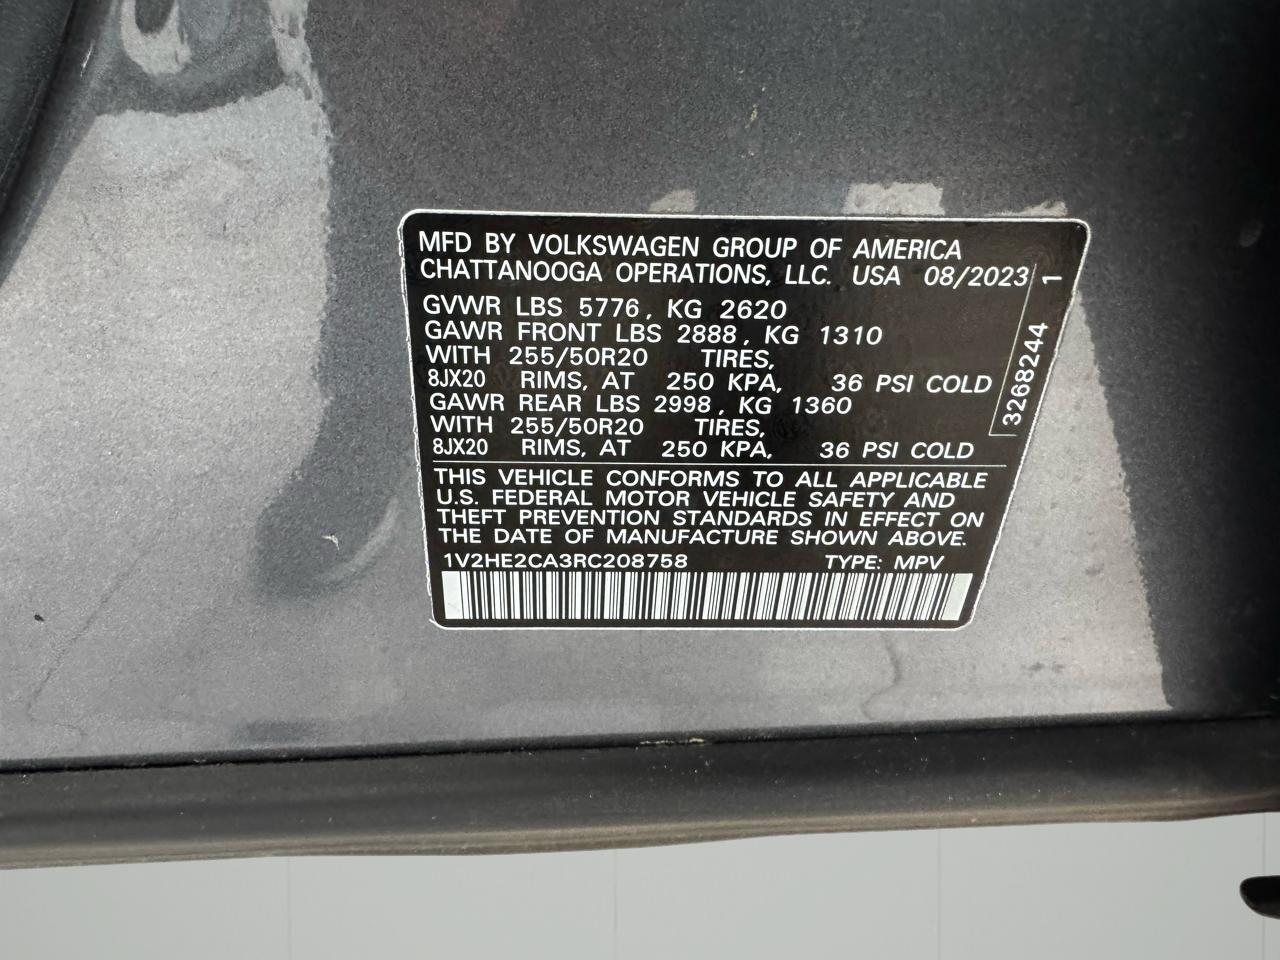 MFD BY VOLKSWAGEN GROUP OF AMERICA
CHATTANOOGA OPERATIONS, LLC. USA 08/2023
GVWR LBS 5776, KG 2620
GAWR FRONT LBS 2888, KG 1310
WITH 255/50R20 TIRES,
8JX20 RIMS, AT 250 KPA, 36 PSI COLD
GAWR REAR LBS 2998, KG 1360
WITH 255/50R20 TIRES,
8JX20 RIMS, AT 250 KPA, 36 PSI COLD
3268244 1
THIS VEHICLE CONFORMS TO ALL APPLICABLE
U.S. FEDERAL MOTOR VEHICLE SAFETY AND
THEFT PREVENTION STANDARDS IN EFFECT ON
THE DATE OF MANUFACTURE SHOWN ABOVE.
1V2HE2CA3RC208758 TYPE: MPV